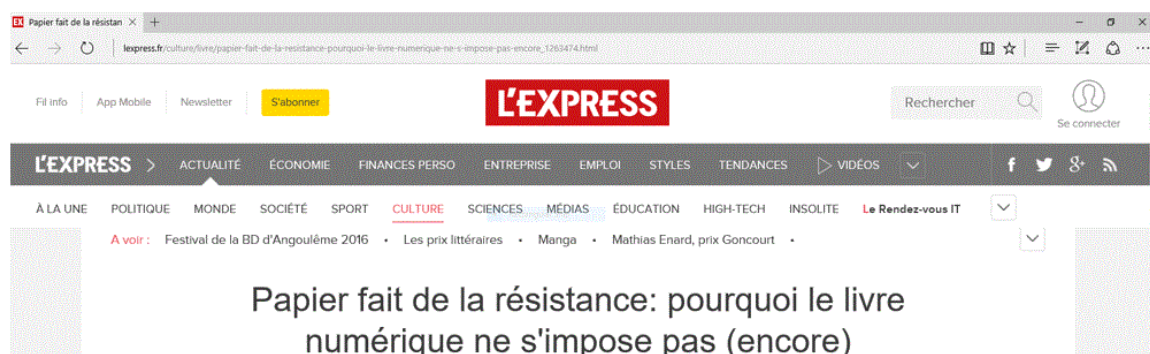 EX Papier fait de la résistan × +
lexpress.fr/culture/livre/papier-fait-de-la-resistance-pourquoi-le-livre-numerique-ne-s-impose-pas-encore_1263474.html
Fil info App Mobile Newsletter S'abonner L'EXPRESS Rechercher
Se connecter
L'EXPRESS > ACTUALITÉ ÉCONOMIE FINANCES PERSO ENTREPRISE EMPLOI STYLES TENDANCES VIDÉOS f 8+
À LA UNE POLITIQUE MONDE SOCIÉTÉ SPORT CULTURE SCIENCES MÉDIAS ÉDUCATION HIGH-TECH INSOLITE Le Rendez-vous IT
A voir : Festival de la BD d'Angoulême 2016 • Les prix littéraires • Manga • Mathias Enard, prix Goncourt •
Papier fait de la résistance: pourquoi le livre
numérique ne s'impose pas (encore)